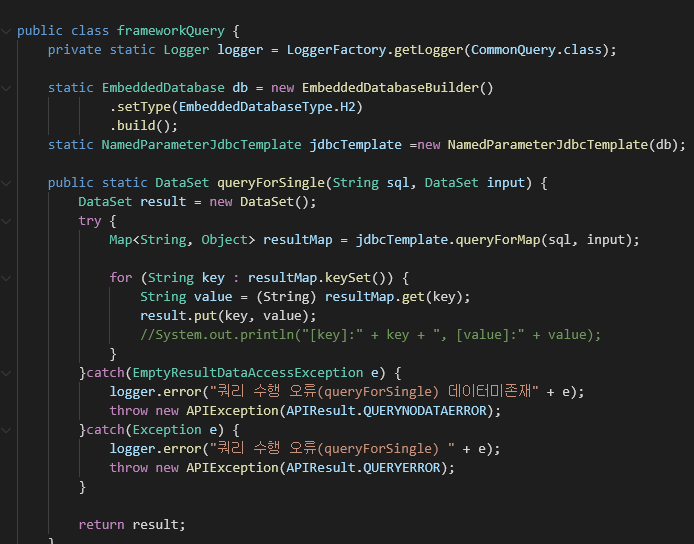 public class frameworkQuery {
    private static Logger logger = LoggerFactory.getLogger(CommonQuery.class);

    static EmbeddedDatabase db = new EmbeddedDatabaseBuilder()
            .setType(EmbeddedDatabaseType.H2)
            .build();
    static NamedParameterJdbcTemplate jdbcTemplate =new NamedParameterJdbcTemplate(db);

    public static DataSet queryForSingle(String sql, DataSet input) {
        DataSet result = new DataSet();
        try {
            Map<String, Object> resultMap = jdbcTemplate.queryForMap(sql, input);

            for (String key : resultMap.keySet()) {
                String value = (String) resultMap.get(key);
                result.put(key, value);
                //System.out.println("[key]:" + key + ", [value]:" + value);
            }
        }catch(EmptyResultDataAccessException e) {
            logger.error("쿼리 수행 오류(queryForSingle) 데이터미존재" + e);
            throw new APIException(APIResult.QUERYNODATAERROR);
        }catch(Exception e) {
            logger.error("쿼리 수행 오류(queryForSingle) " + e);
            throw new APIException(APIResult.QUERYERROR);
        }

        return result;
    }